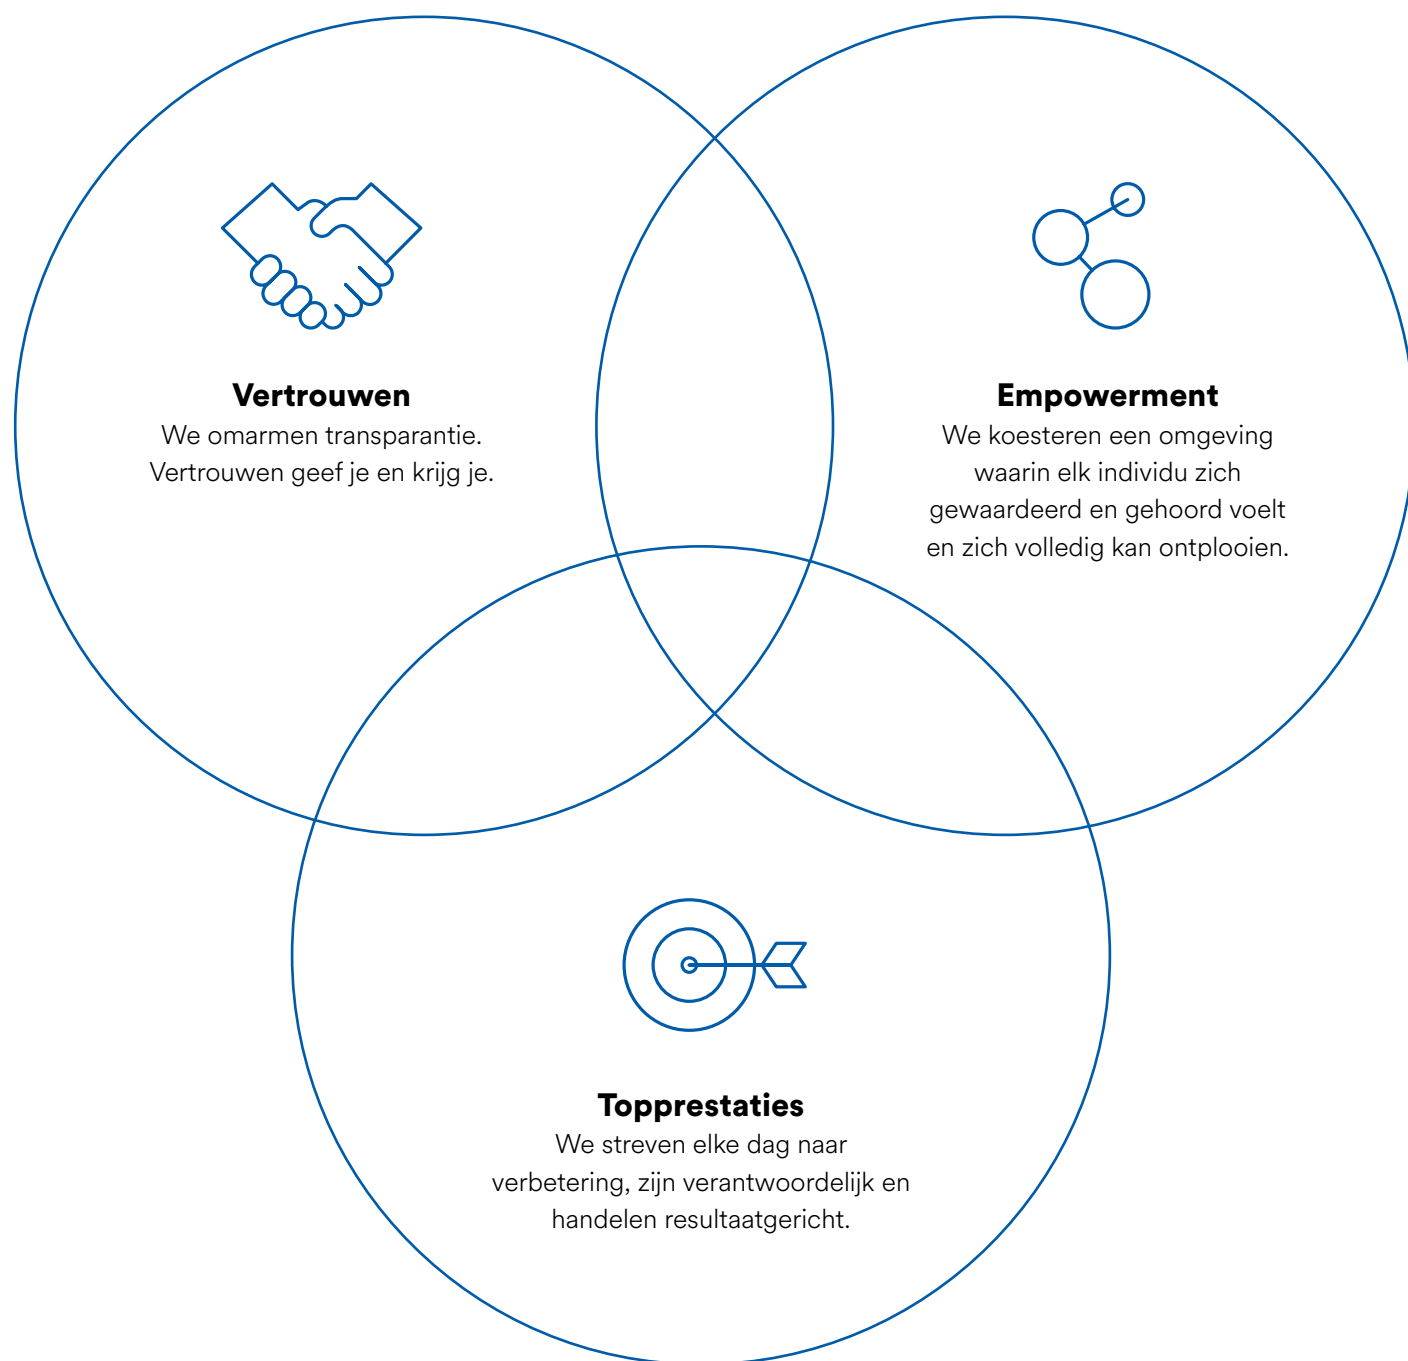 Vertrouwen
We omarmen transparantie.
Vertrouwen geef je en krijg je.
Empowerment
We koesteren een omgeving
waarin elk individu zich
gewaardeerd en gehoord voelt
en zich volledig kan ontplooien.
Topprestaties
We streven elke dag naar
verbetering, zijn verantwoordelijk en
handelen resultaatgericht.